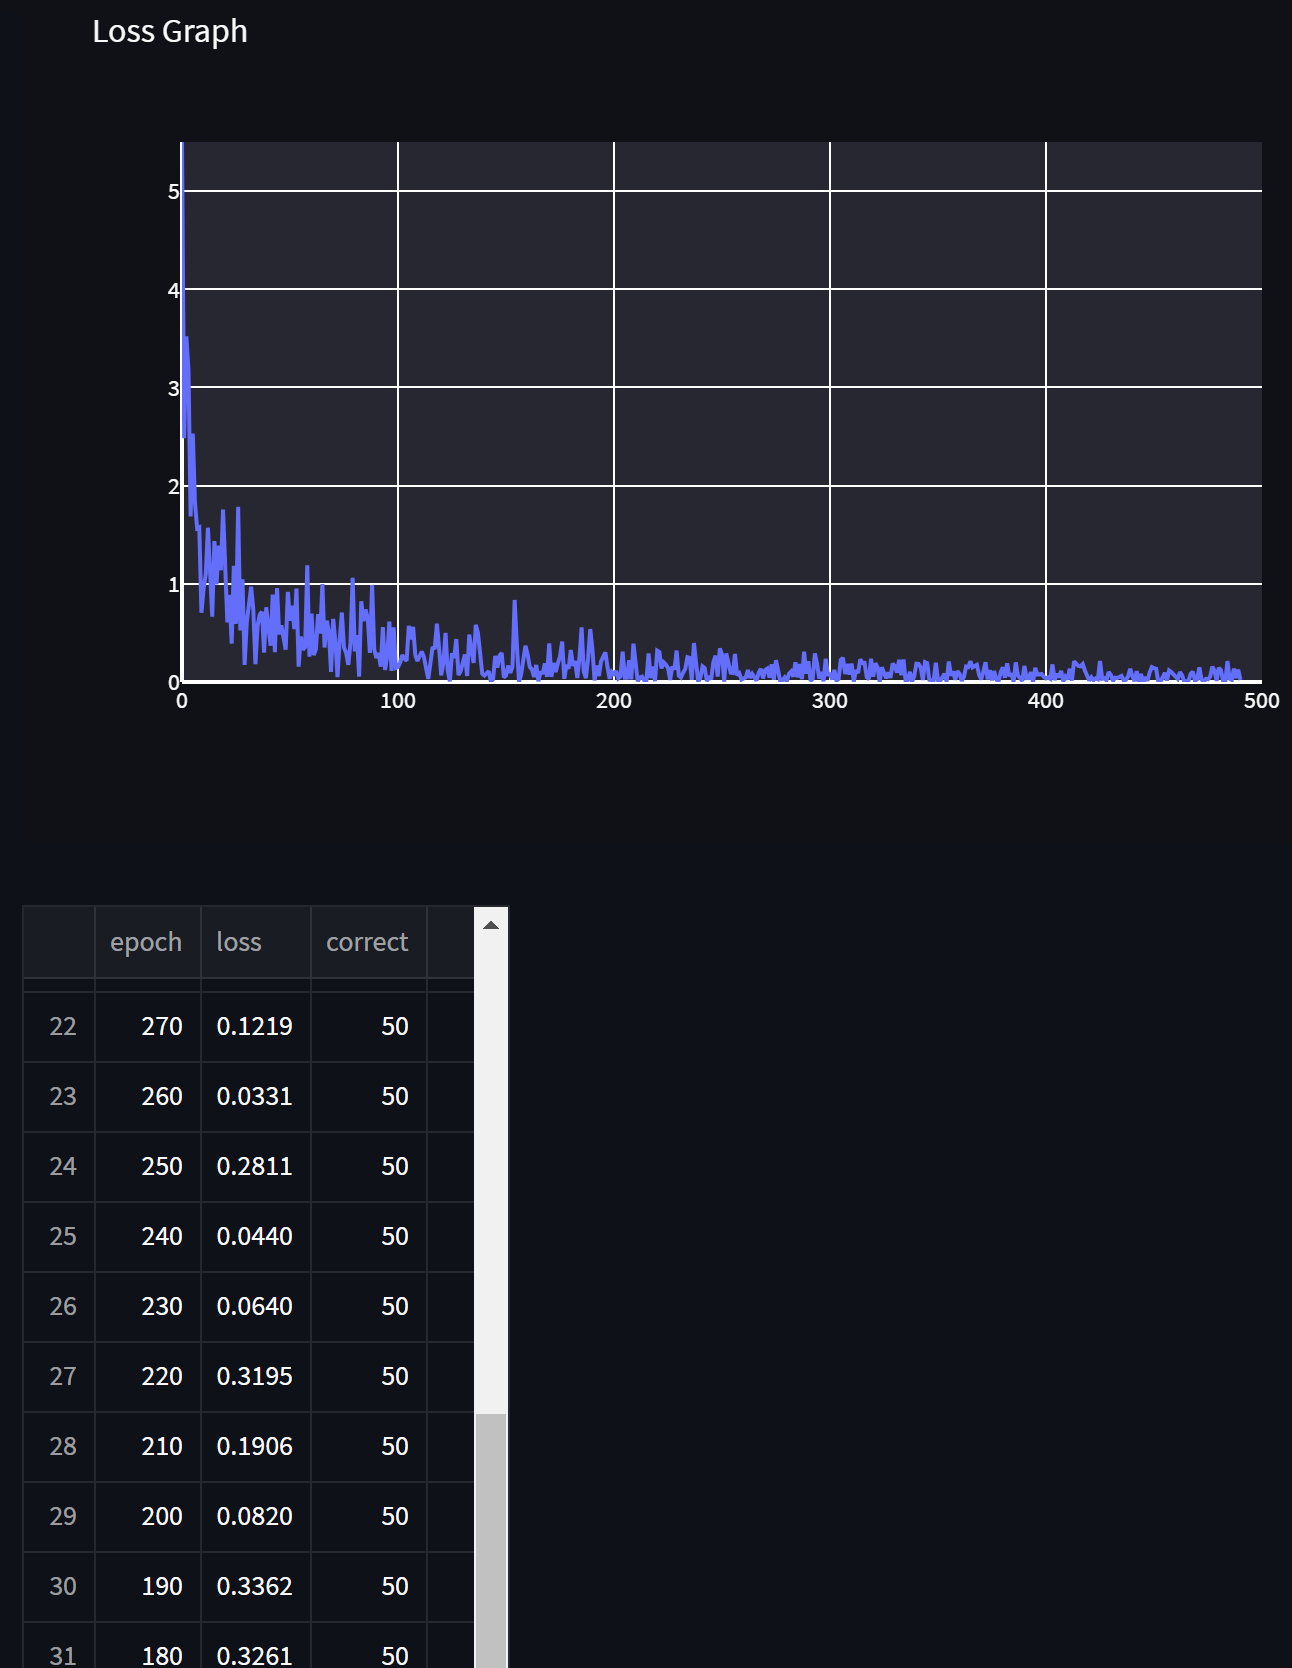 Loss Graph
5
4
3
2
1
0
0 100 200 300 400 500
epoch loss correct
22 270 0.1219 50
23 260 0.0331 50
24 250 0.2811 50
25 240 0.0440 50
26 230 0.0640 50
27 220 0.3195 50
28 210 0.1906 50
29 200 0.0820 50
30 190 0.3362 50
31 180 0.3261 50